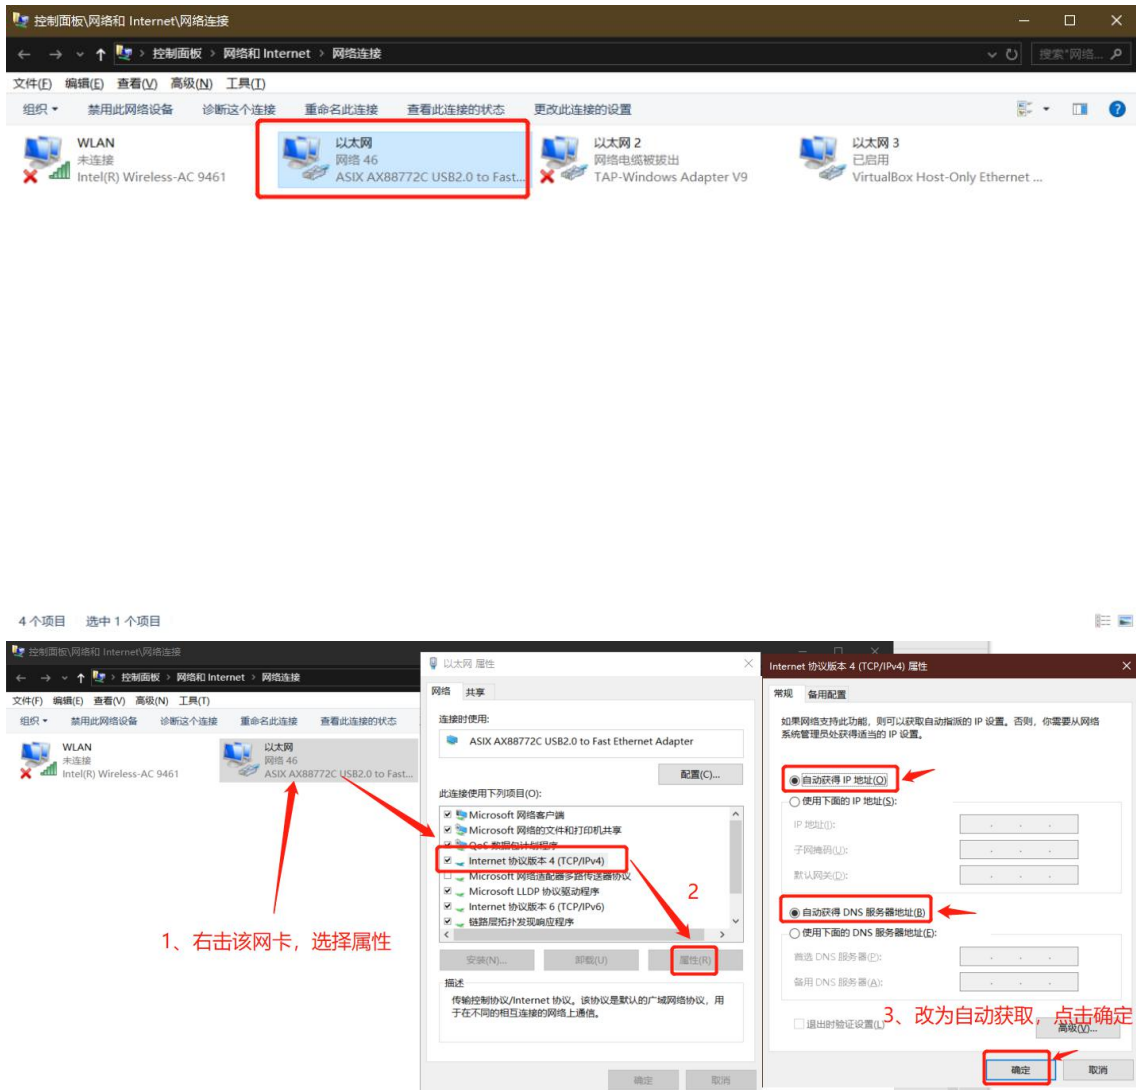 控制面板\网络和 Internet\网络连接
控制面板 > 网络和 Internet > 网络连接
搜索"网络...
文件(F) 编辑(E) 查看(V) 高级(N) 工具(T)
组织 禁用此网络设备 诊断这个连接 重命名此连接 查看此连接的状态 更改此连接的设置
WLAN
未连接
Intel(R) Wireless-AC 9461
以太网
网络 46
ASIX AX88772C USB2.0 to Fast...
以太网 2
网络电缆被拔出
TAP-Windows Adapter V9
以太网 3
已启用
VirtualBox Host-Only Ethernet ...
4 个项目 选中 1 个项目
控制面板\网络和 Internet\网络连接
控制面板 > 网络和 Internet > 网络连接
文件(F) 编辑(E) 查看(V) 高级(N) 工具(T)
组织 禁用此网络设备 诊断这个连接 重命名此连接 查看此连接的状态
WLAN
未连接
Intel(R) Wireless-AC 9461
以太网
网络 46
ASIX AX88772C USB2.0 to Fast...
1、右击该网卡，选择属性
以太网 属性
网络 共享
连接时使用:
ASIX AX88772C USB2.0 to Fast Ethernet Adapter
配置(C)...
此连接使用下列项目(O):
Microsoft 网络客户端
Microsoft 网络的文件和打印机共享
QoS 数据包计划程序
Internet 协议版本 4 (TCP/IPv4)
Microsoft 网络适配器多路传送器协议
Microsoft LLDP 协议驱动程序
Internet 协议版本 6 (TCP/IPv6)
链路层拓扑发现响应程序
2
安装(N)... 卸载(U) 属性(R)
描述
传输控制协议/Internet 协议。该协议是默认的广域网络协议，用
于在不同的相互连接的网络上通信。
确定 取消
Internet 协议版本 4 (TCP/IPv4) 属性
常规 备用配置
如果网络支持此功能，则可以获取自动指派的 IP 设置。否则，你需要从网络
系统管理员处获得适当的 IP 设置。
自动获得 IP 地址(O)
使用下面的 IP 地址(S):
IP 地址(I):
子网掩码(U):
默认网关(D):
自动获得 DNS 服务器地址(B)
使用下面的 DNS 服务器地址(E):
首选 DNS 服务器(P):
备用 DNS 服务器(A):
退出时验证设置(L)
3、改为自动获取，点击确定
高级(V)...
确定 取消